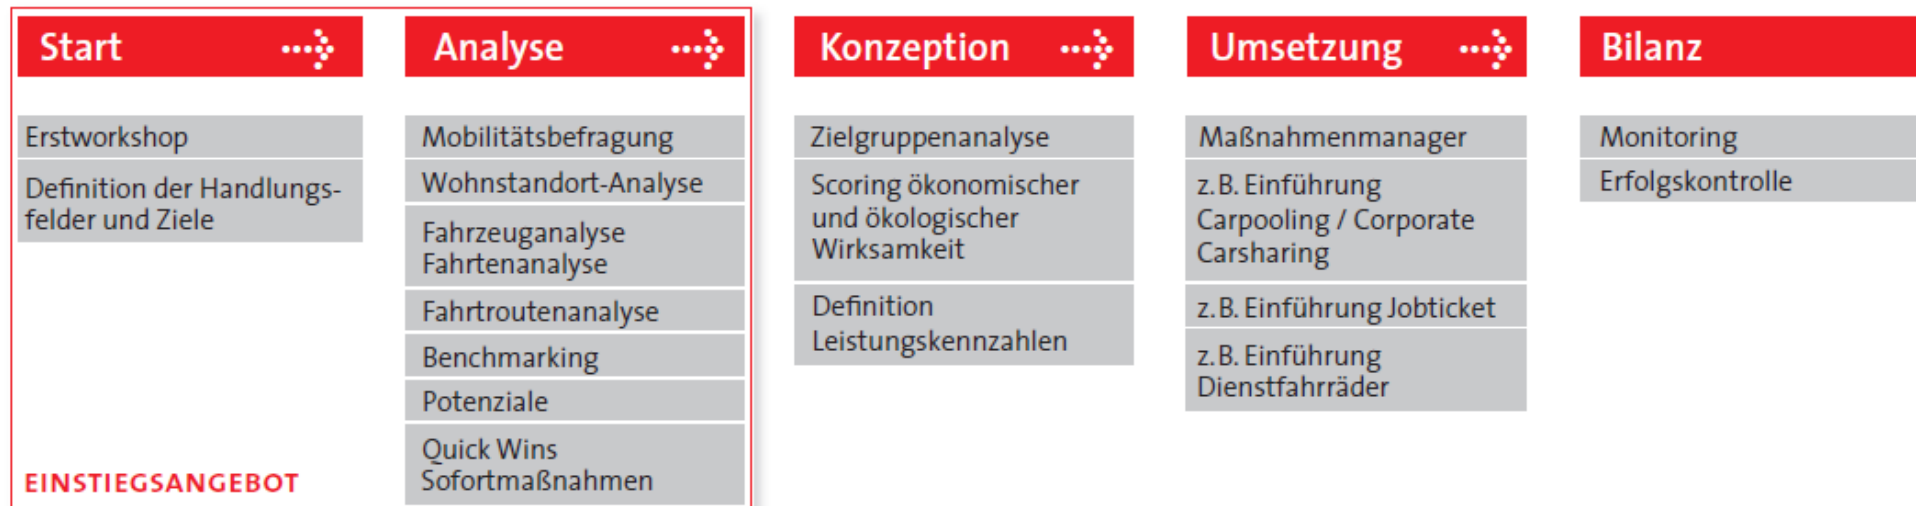 Start
Analyse
Konzeption
Umsetzung
Bilanz
Erstworkshop
Definition der Handlungs-
felder und Ziele
EINSTIEGSANGEBOT
Mobilitätsbefragung
Wohnstandort-Analyse
Fahrzeuganalyse
Fahrtenanalyse
Fahrtroutenanalyse
Benchmarking
Potenziale
Quick Wins
Sofortmaßnahmen
Zielgruppenanalyse
Scoring ökonomischer
und ökologischer
Wirksamkeit
Definition
Leistungskennzahlen
Maßnahmenmanager
z.B. Einführung
Carpooling / Corporate
Carsharing
z.B. Einführung Jobticket
z.B. Einführung
Dienstfahrräder
Monitoring
Erfolgskontrolle